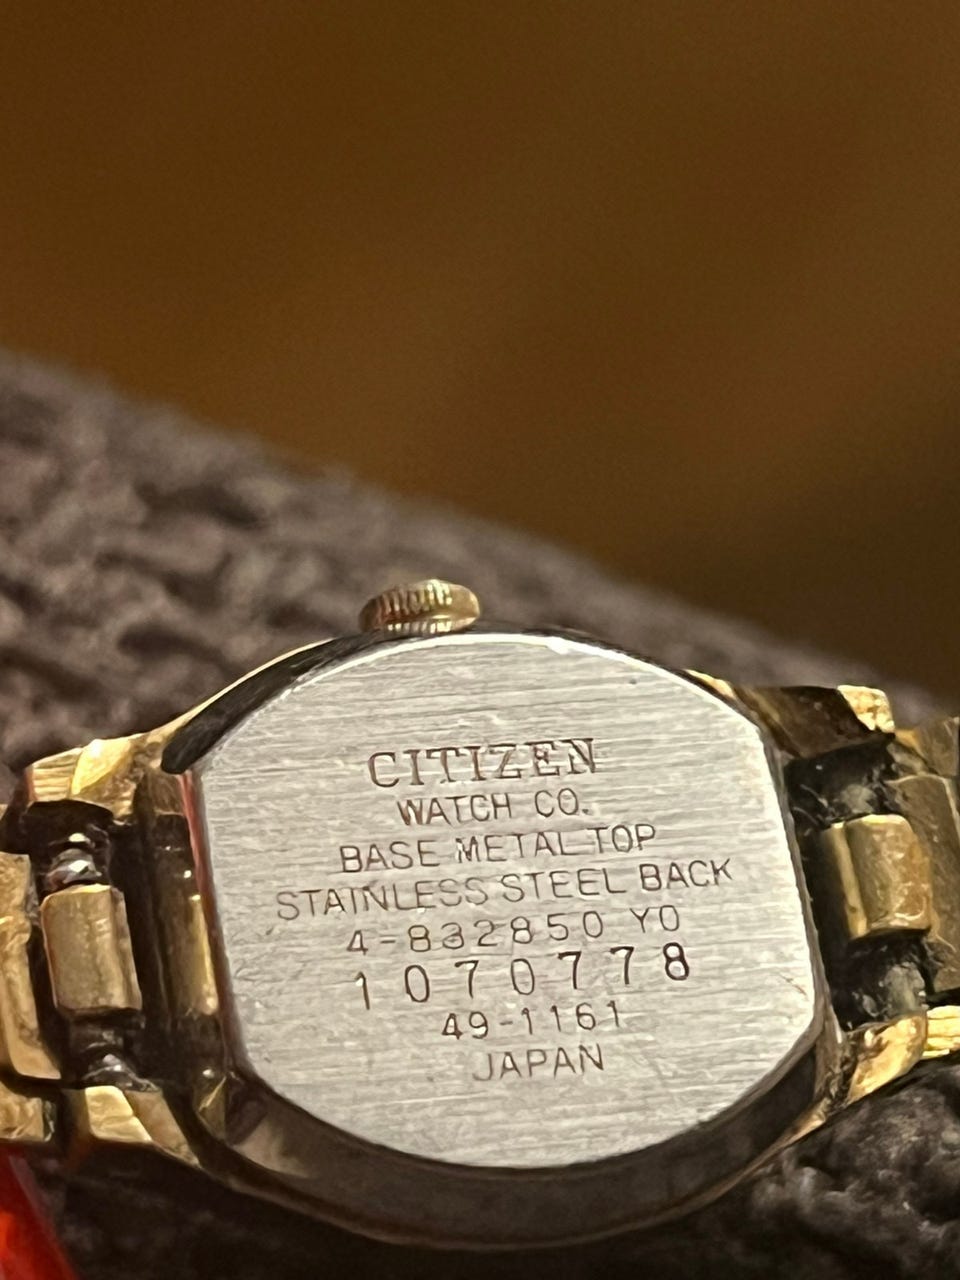 CITIZEN
WATCH CO.
BASE METAL TOP
STAINLESS STEEL BACK
4-832850 YO
1070778
49-1161
JAPAN